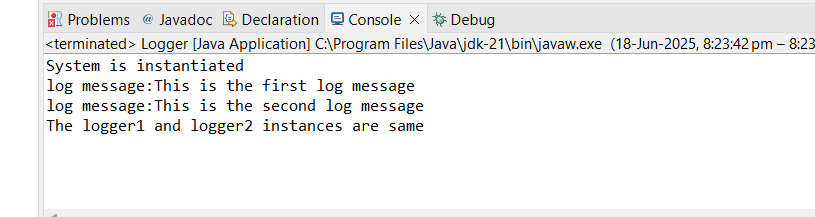 Problems @ Javadoc Declaration Console Debug
<terminated> Logger [Java Application] C:\Program Files\Java\jdk-21\bin\javaw.exe (18-Jun-2025, 8:23:42 pm – 8:23
System is instantiated
log message:This is the first log message
log message:This is the second log message
The logger1 and logger2 instances are same